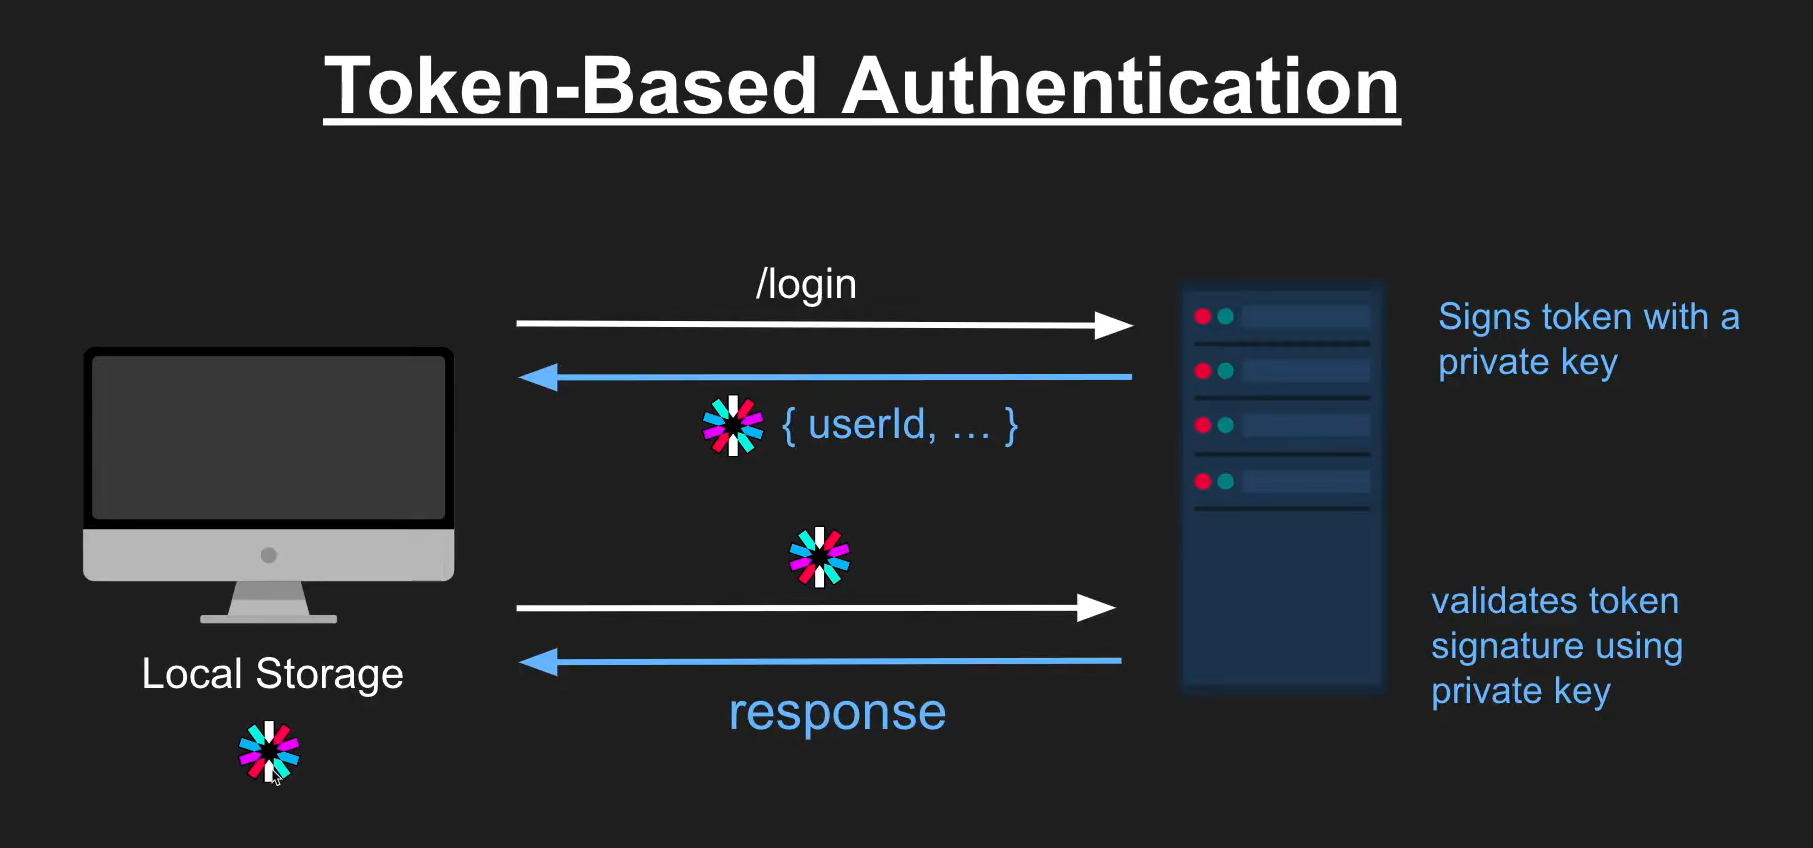 Token-Based Authentication
/login
Signs token with a
private key
{ userId, … }
validates token
signature using
private key
Local Storage
response